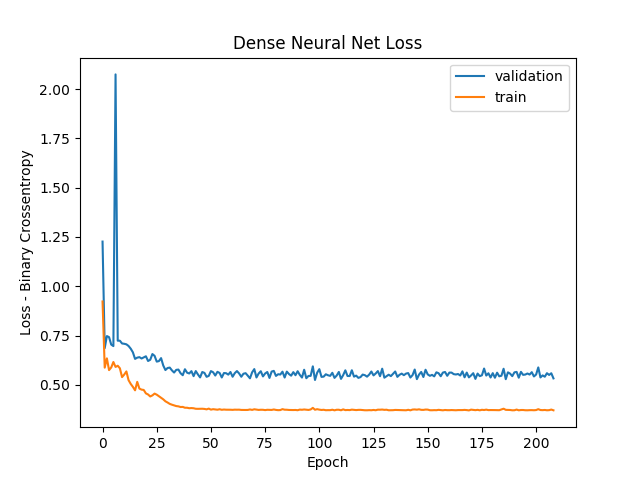 Dense Neural Net Loss
validation
train
Loss - Binary Crossentropy
2.00
1.75
1.50
1.25
1.00
0.75
0.50
0 25 50 75 100 125 150 175 200
Epoch